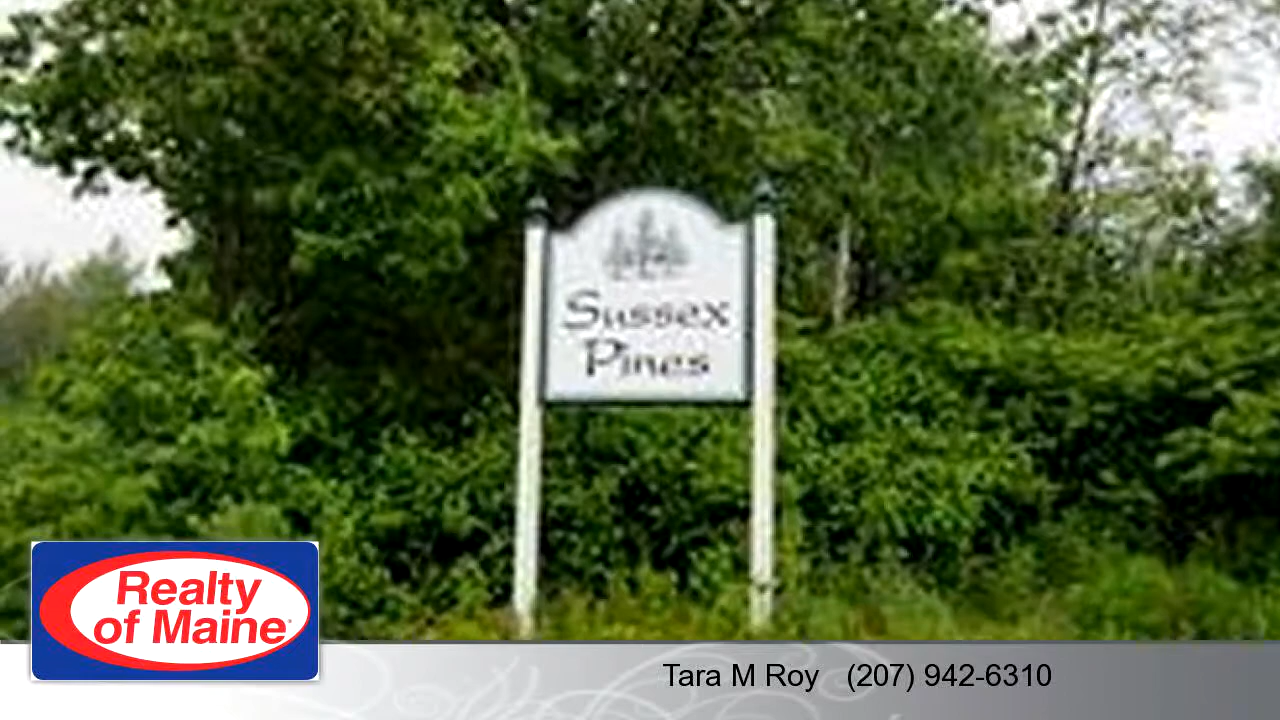 Sussex
Pines
Realty
of Maine
Tara M Roy (207) 942-6310